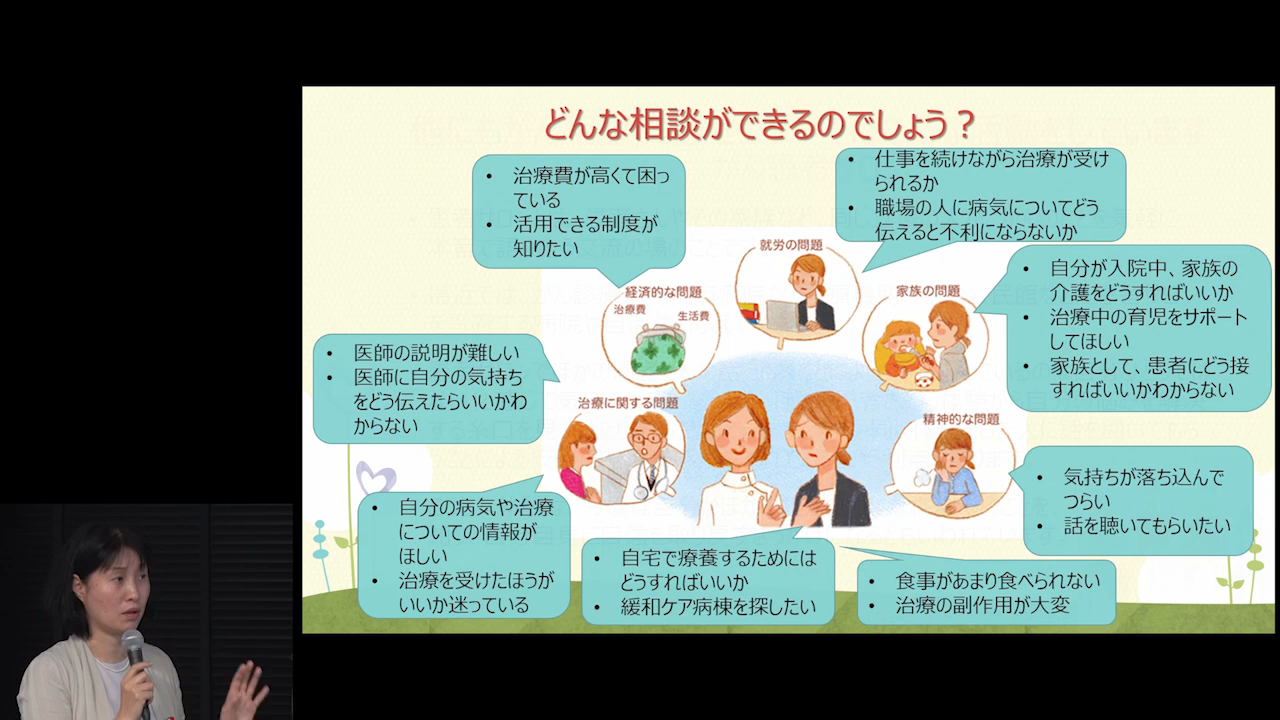 どんな相談ができるのでしょう?
• 治療費が高くて困っ
ている
• 活用できる制度が
知りたい
• 仕事を続けながら治療が受け
られるか
• 職場の人に病気についてどう
伝えると不利にならないか
就労の問題
経済的な問題
治療費
生活費
家族の問題
• 自分が入院中、家族の
介護をどうすればいいか
• 治療中の育児をサポート
してほしい
• 家族として、患者にどう接
すればいいかわからない
• 医師の説明が難しい
• 医師に自分の気持ち
をどう伝えたらいいかわ
からない
治療に関する問題
精神的な問題
• 気持ちが落ち込んで
つらい
• 話を聴いてもらいたい
• 自分の病気や治療
についての情報が
ほしい
• 治療を受けたほうが
いいか迷っている
• 自宅で療養するためには
どうすればいいか
• 緩和ケア病棟を探したい
• 食事があまり食べられない
• 治療の副作用が大変